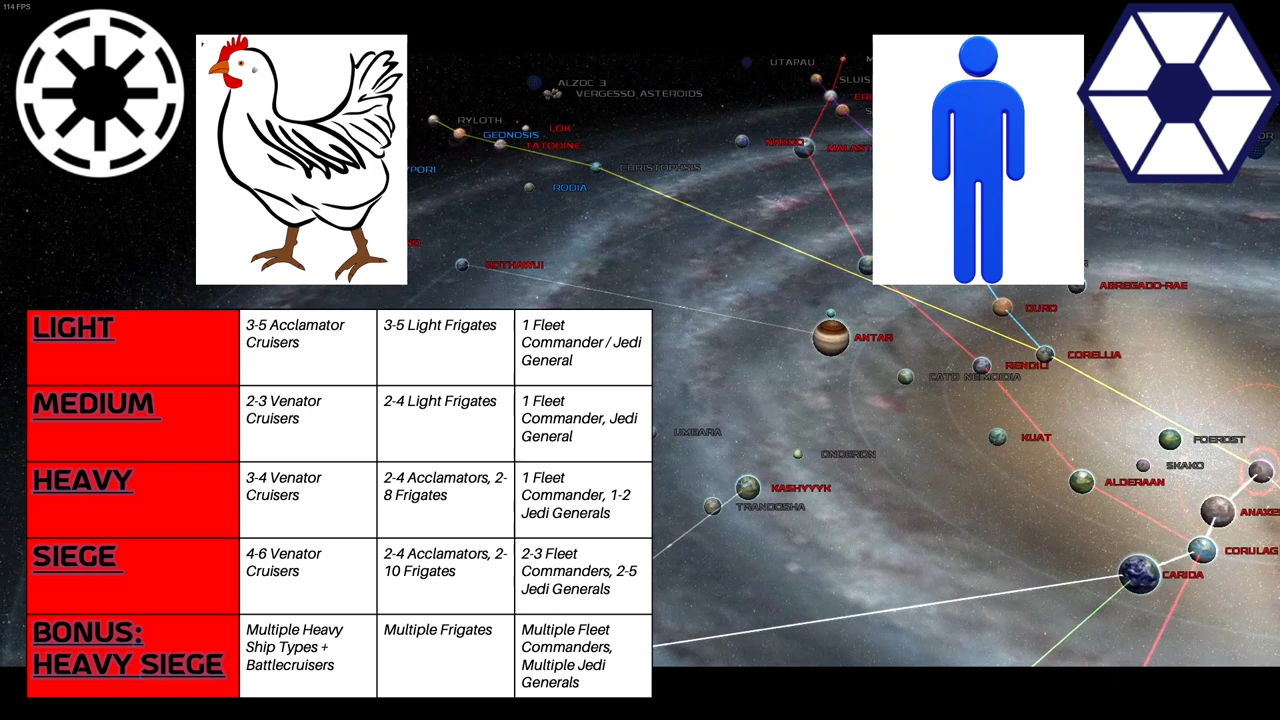 114 FPS
UTAPAU
ALZOC 3
VERGESSO ASTEROIDS
RYLOTH
GEONOSIS
LOK
TATOOINE
CHRISTOPHSIS
RODIA
NABOO
BOTHAWUI
ABREGADO-RAE
DURO
ANTAR
CORELLIA
RENDILI
CATO NEIMOIDIA
UMBARA
KUAT
FOEROST
ONDERON
SHAKO
ALDERAAN
KASHYYYK
TRANDOSHA
CORULAG
CARIDA
LIGHT
3-5 Acclamator
Cruisers
3-5 Light Frigates
1 Fleet
Commander / Jedi
General
MEDIUM
2-3 Venator
Cruisers
2-4 Light Frigates
1 Fleet
Commander, Jedi
General
HEAVY
3-4 Venator
Cruisers
2-4 Acclamators, 2-
8 Frigates
1 Fleet
Commander, 1-2
Jedi Generals
SIEGE
4-6 Venator
Cruisers
2-4 Acclamators, 2-
10 Frigates
2-3 Fleet
Commanders, 2-5
Jedi Generals
BONUS:
HEAVY SIEGE
Multiple Heavy
Ship Types +
Battlecruisers
Multiple Frigates
Multiple Fleet
Commanders,
Multiple Jedi
Generals